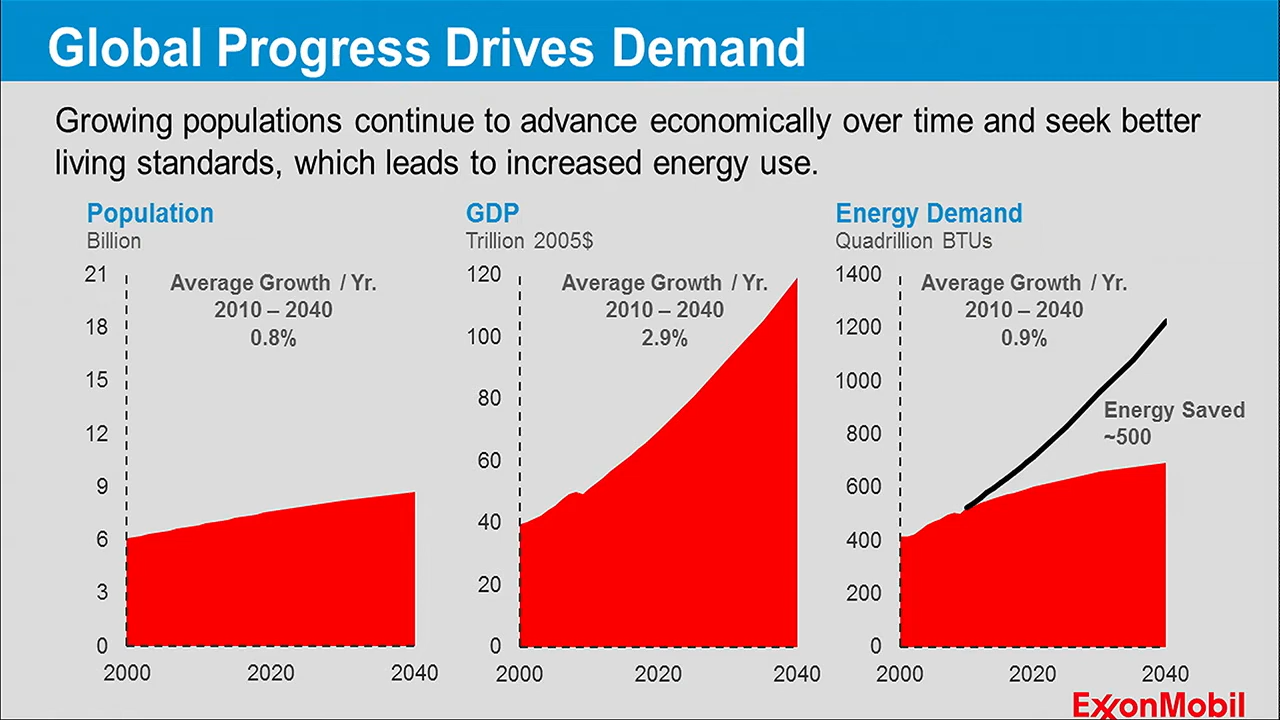 Global Progress Drives Demand
Growing populations continue to advance economically over time and seek better
living standards, which leads to increased energy use.
Population
Billion
21
18
15
12
9
6
3
0
Average Growth / Yr.
2010 – 2040
0.8%
2000
2020
2040
GDP
Trillion 2005$
120
100
80
60
40
20
0
Average Growth / Yr.
2010 – 2040
2.9%
2000
2020
2040
Energy Demand
Quadrillion BTUs
1400
1200
1000
800
600
400
200
0
Average Growth / Yr.
2010 – 2040
0.9%
Energy Saved
~500
2000
2020
2040
ExxonMobil